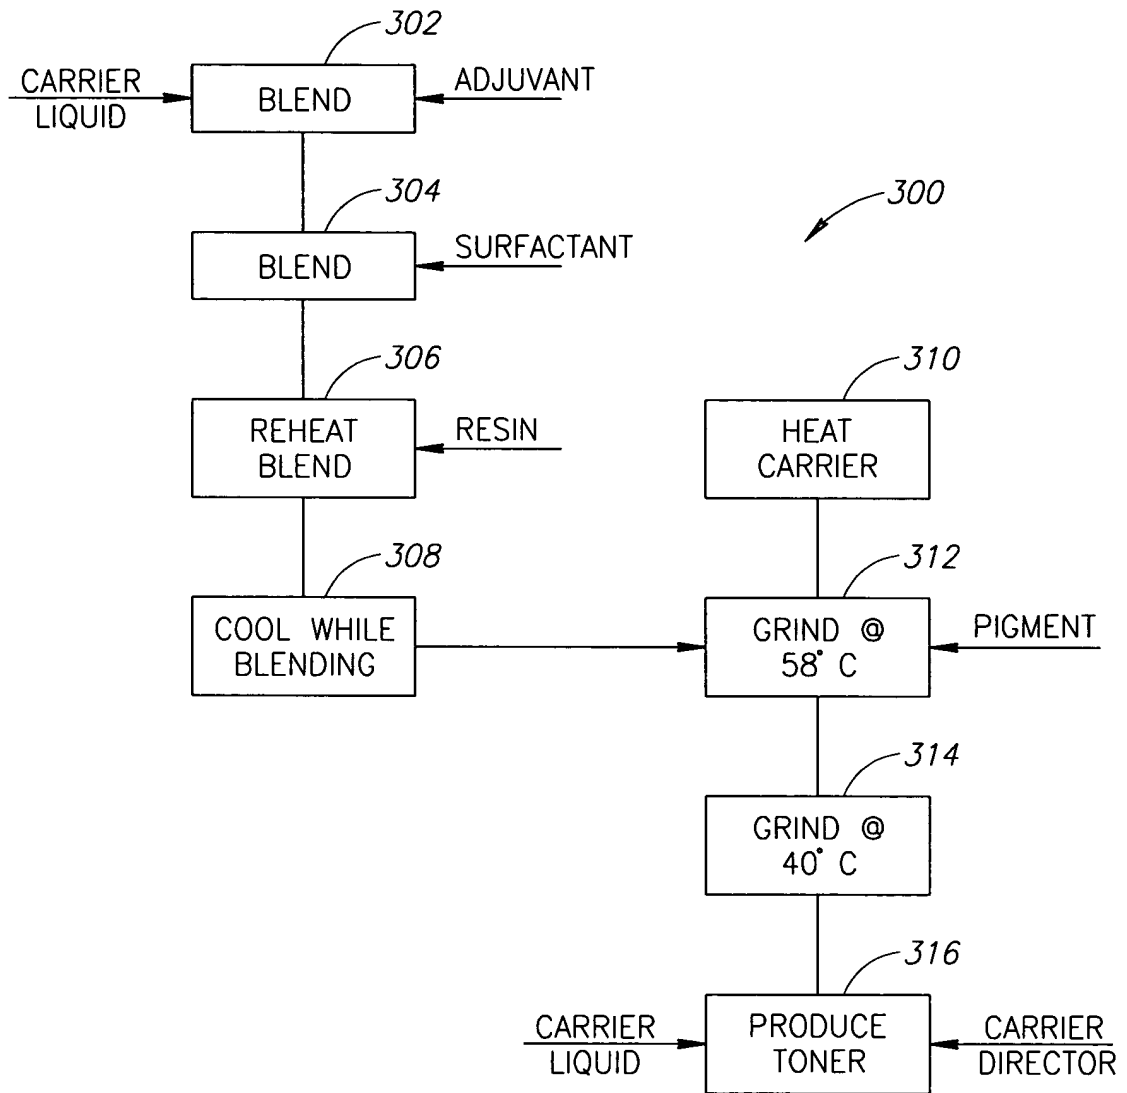 302
CARRIER
LIQUID
BLEND
ADJUVANT
304
BLEND
SURFACTANT
300
306
REHEAT
BLEND
RESIN
310
HEAT
CARRIER
308
COOL WHILE
BLENDING
312
GRIND @
58° C
PIGMENT
314
GRIND @
40° C
316
CARRIER
LIQUID
PRODUCE
TONER
CARRIER
DIRECTOR